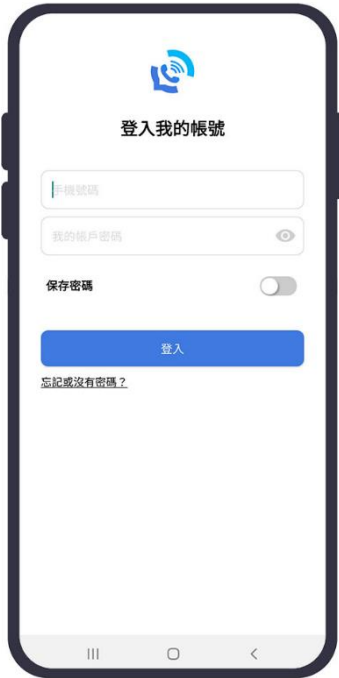 登入我的帳號
手機號碼
我的帳戶密碼
保存密碼
登入
忘記或沒有密碼？